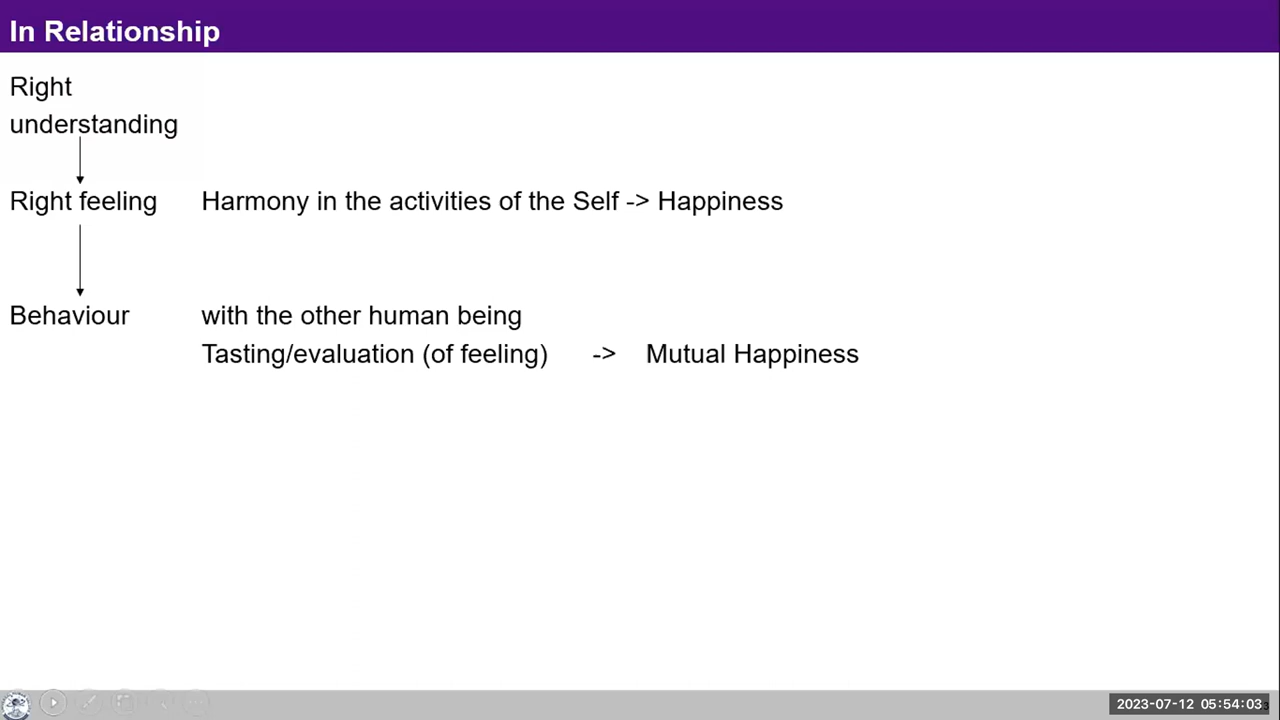 In Relationship
Right
understanding
Right feeling Harmony in the activities of the Self -> Happiness
Behaviour with the other human being
Tasting/evaluation (of feeling) -> Mutual Happiness
2023-07-12 05:54:03